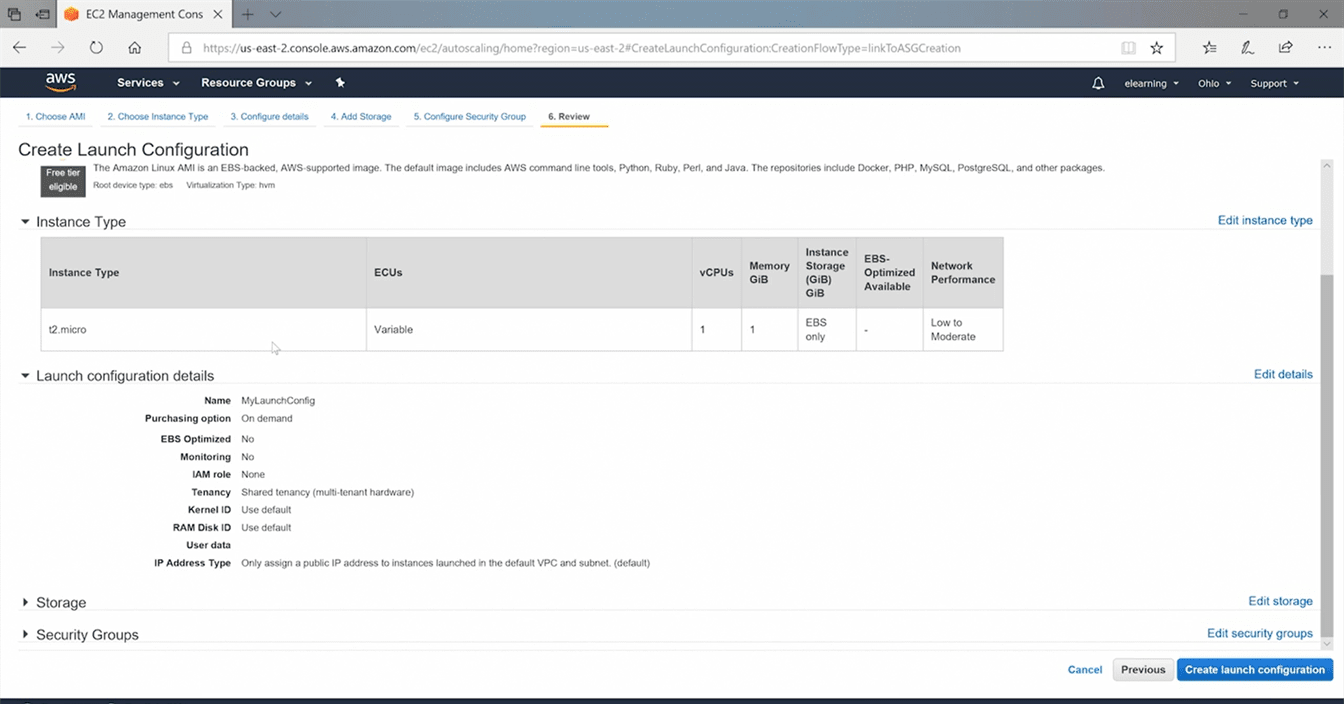 EC2 Management Cons
https://us-east-2.console.aws.amazon.com/ec2/autoscaling/home?region=us-east-2#CreateLaunchConfiguration:CreationFlowType=linkToASGCreation
aws Services Resource Groups elearning Ohio Support
1. Choose AMI 2. Choose Instance Type 3. Configure details 4. Add Storage 5. Configure Security Group 6. Review
Create Launch Configuration
Free tier eligible
The Amazon Linux AMI is an EBS-backed, AWS-supported image. The default image includes AWS command line tools, Python, Ruby, Perl, and Java. The repositories include Docker, PHP, MySQL, PostgreSQL, and other packages.
Root device type: ebs Virtualization Type: hvm
Instance Type Edit instance type
Instance Type ECUs vCPUs Memory GiB Instance Storage (GiB) GiB EBS-Optimized Available Network Performance
t2.micro Variable 1 1 EBS only - Low to Moderate
Launch configuration details Edit details
Name MyLaunchConfig
Purchasing option On demand
EBS Optimized No
Monitoring No
IAM role None
Tenancy Shared tenancy (multi-tenant hardware)
Kernel ID Use default
RAM Disk ID Use default
User data
IP Address Type Only assign a public IP address to instances launched in the default VPC and subnet. (default)
Storage Edit storage
Security Groups Edit security groups
Cancel Previous Create launch configuration